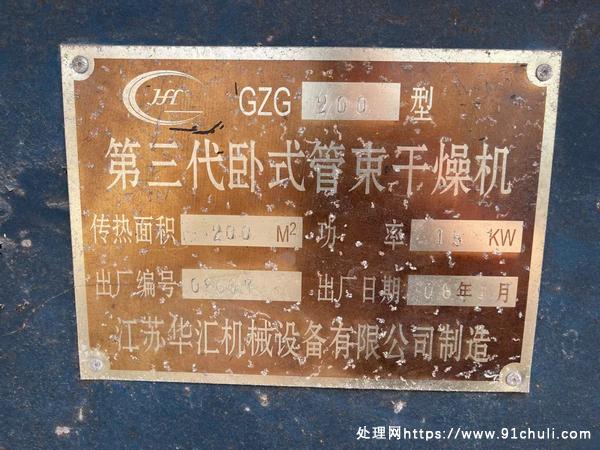 GZG 200 型
第三代卧式管束干燥机
传热面积 200 M² 功率 15 KW
出厂编号 出厂日期 06年 月
江苏华汇机械设备有限公司制造
处理网https://www.91chuli.com/